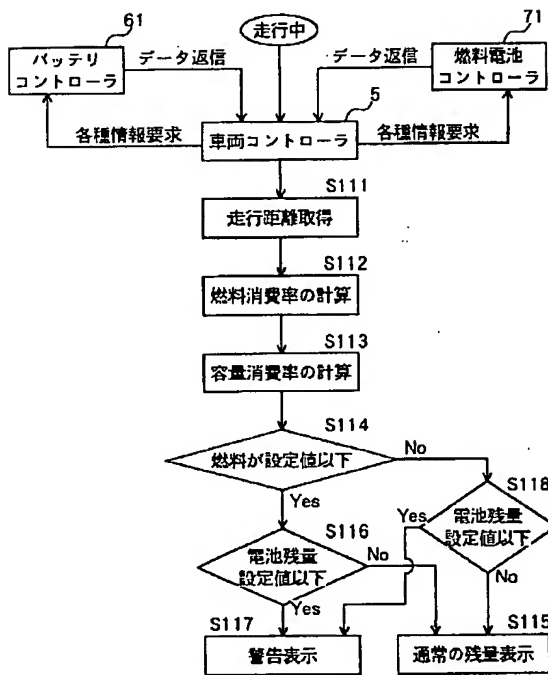 61
71
走行中
バッテリ
コントローラ
データ返信
データ返信
燃料電池
コントローラ
5
各種情報要求
車両コントローラ
各種情報要求
S111
走行距離取得
S112
燃料消費率の計算
S113
容量消費率の計算
S114
燃料が設定値以下
No
Yes
S118
電池残量
設定値以下
Yes
No
S116
電池残量
設定値以下
No
Yes
S117
警告表示
S115
通常の残量表示